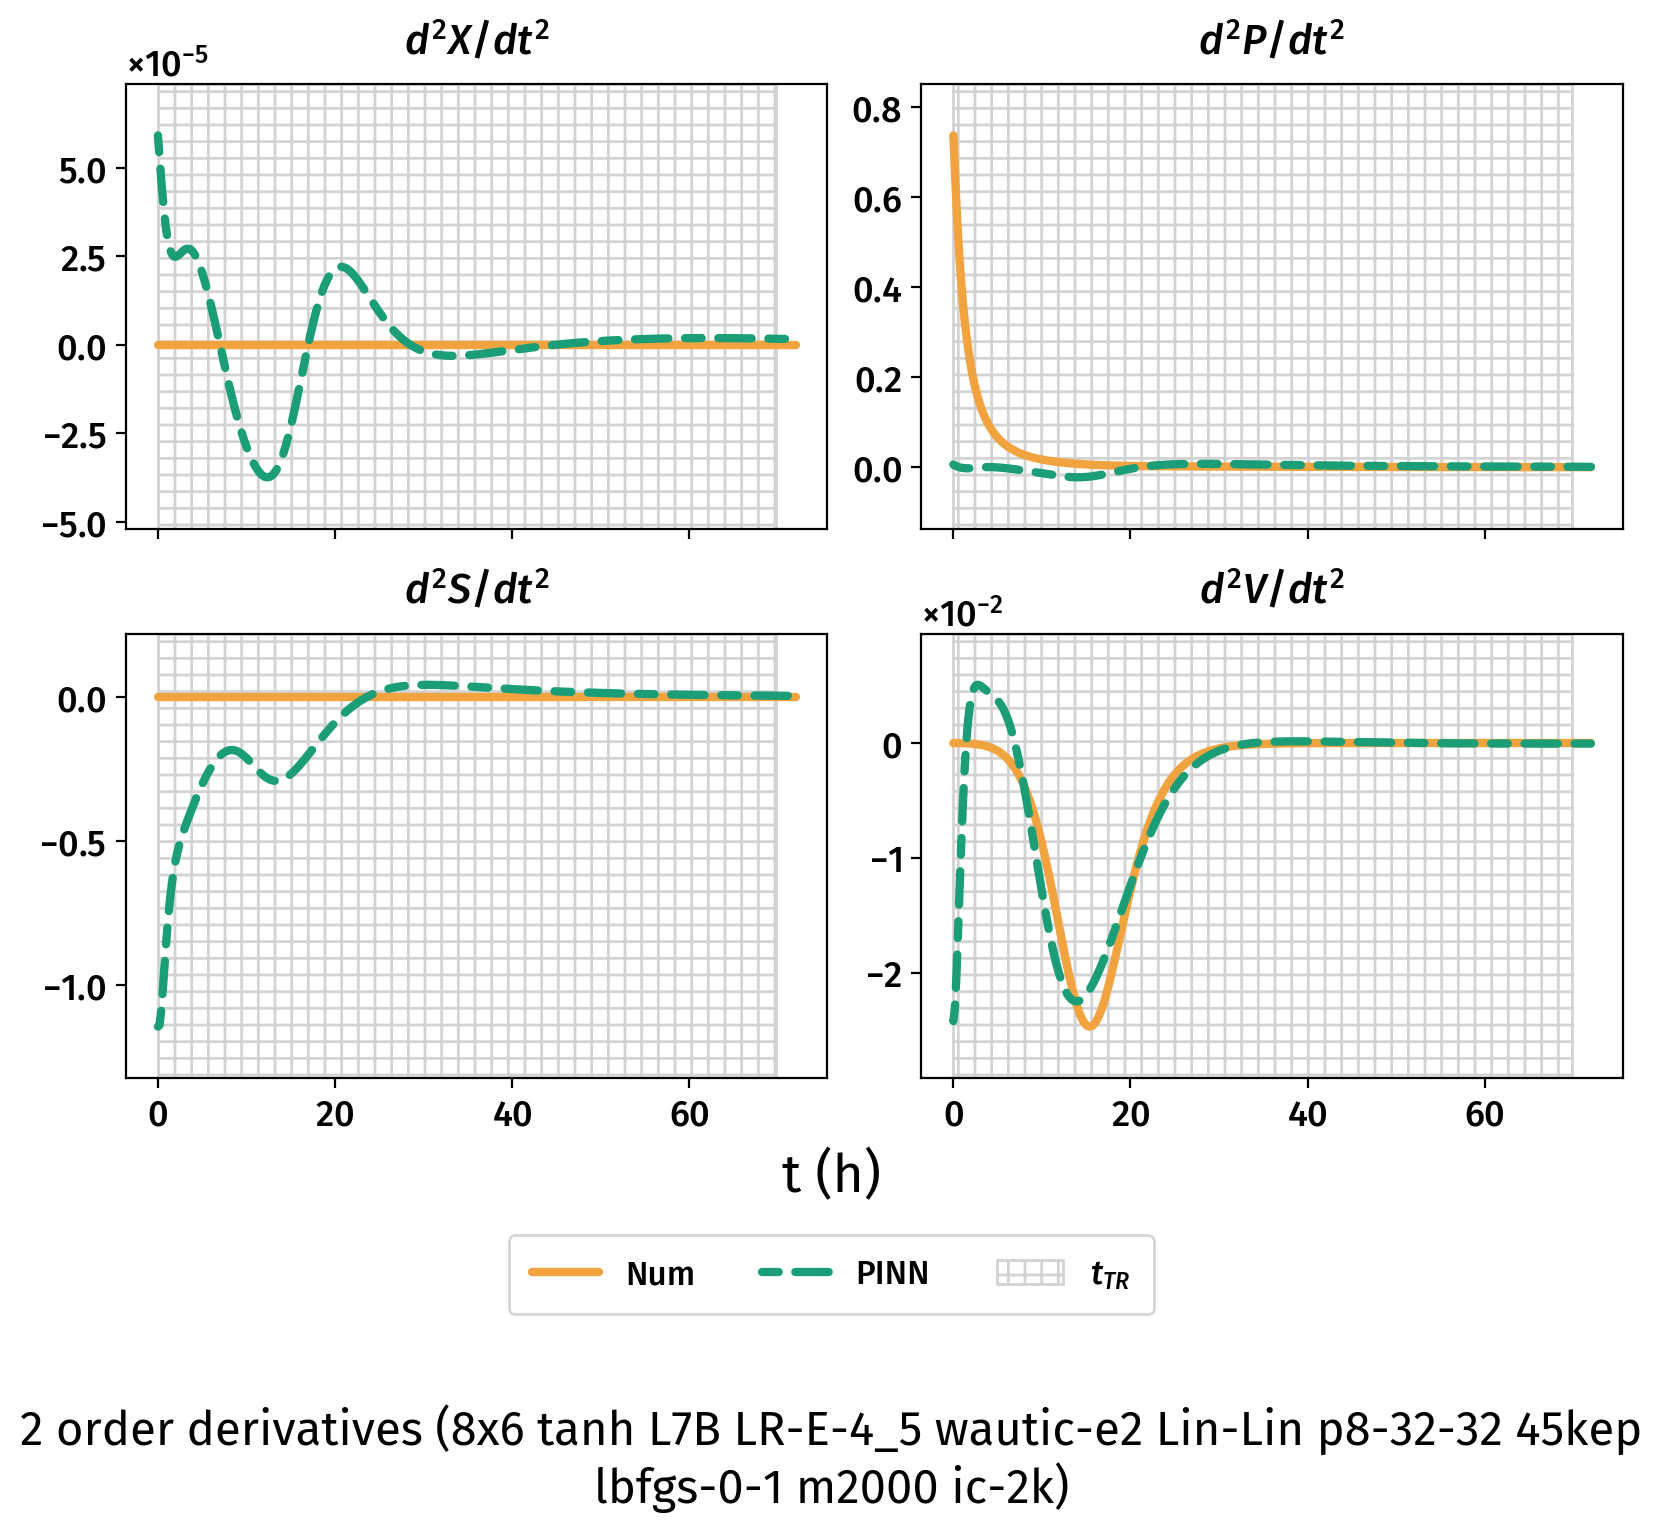 d²X/dt²
×10⁻⁵
5.0
2.5
0.0
−2.5
−5.0
d²P/dt²
0.8
0.6
0.4
0.2
0.0
d²S/dt²
0.0
−0.5
−1.0
0 20 40 60
d²V/dt²
×10⁻²
0
−1
−2
0 20 40 60
t (h)
Num PINN t_TR
2 order derivatives (8x6 tanh L7B LR-E-4_5 wautic-e2 Lin-Lin p8-32-32 45kep
lbfgs-0-1 m2000 ic-2k)